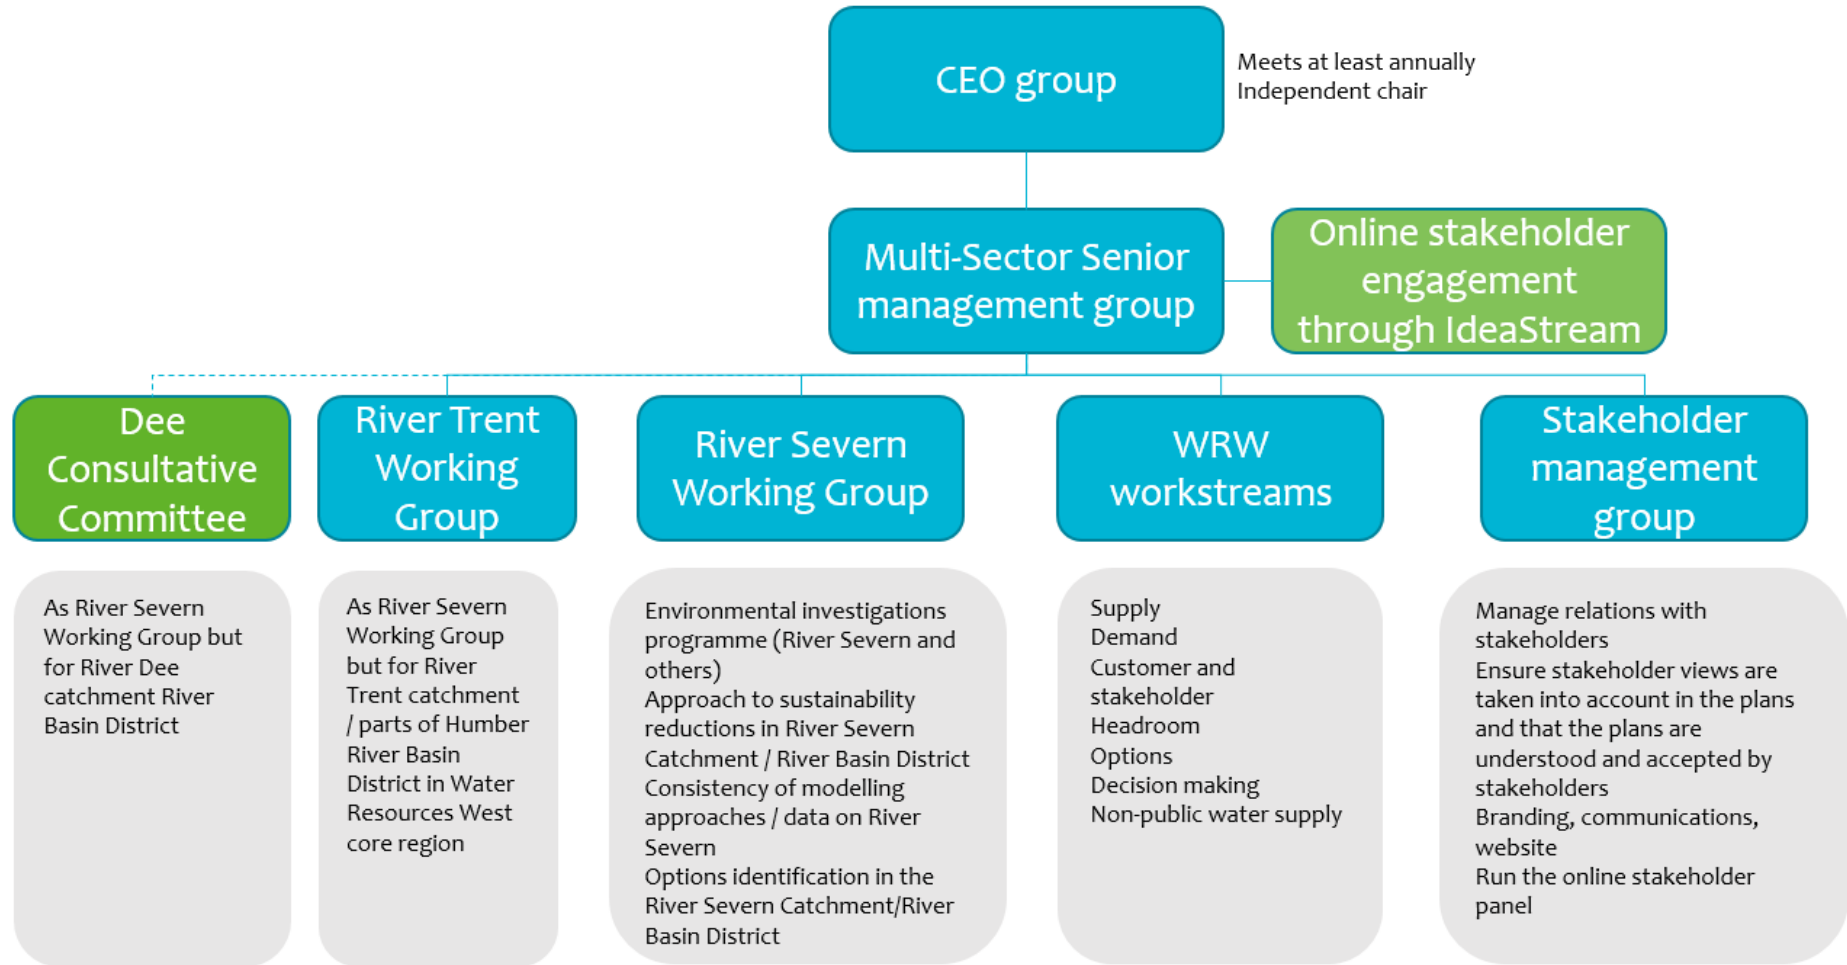 CEO group
Meets at least annually
Independent chair
Multi-Sector Senior
management group
Online stakeholder
engagement
through IdeaStream
Dee
Consultative
Committee
River Trent
Working
Group
River Severn
Working Group
WRW
workstreams
Stakeholder
management
group
As River Severn
Working Group but
for River Dee
catchment River
Basin District
As River Severn
Working Group
but for River
Trent catchment
/ parts of Humber
River Basin
District in Water
Resources West
core region
Environmental investigations
programme (River Severn and
others)
Approach to sustainability
reductions in River Severn
Catchment / River Basin District
Consistency of modelling
approaches / data on River
Severn
Options identification in the
River Severn Catchment/River
Basin District
Supply
Demand
Customer and
stakeholder
Headroom
Options
Decision making
Non-public water supply
Manage relations with
stakeholders
Ensure stakeholder views are
taken into account in the plans
and that the plans are
understood and accepted by
stakeholders
Branding, communications,
website
Run the online stakeholder
panel